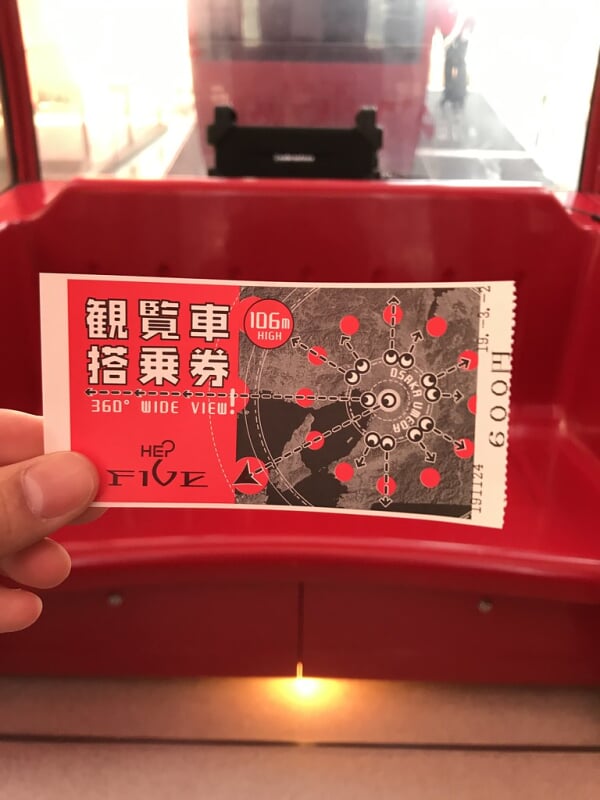 観覧車
搭乗券
360° WIDE VIEW!
HEP
FIVE
106m
HIGH
OSAKA UMEDA
19.-3.-2
600円
191124